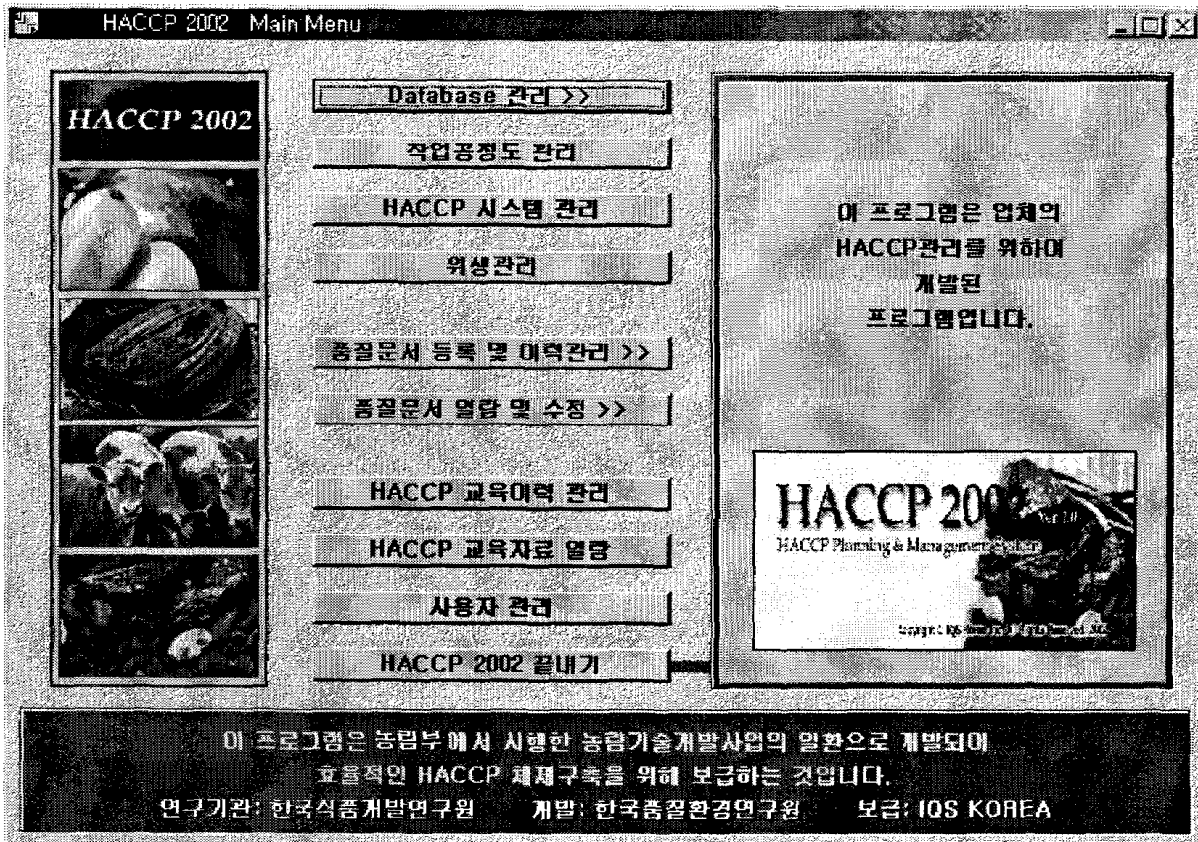 HACCP 2002 Main Menu
HACCP 2002
Database 관리 >>
작업공정도 관리
HACCP 시스템 관리
위생관리
품질문서 등록 및 이력관리 >>
품질문서 열람 및 수정 >>
HACCP 교육이력 관리
HACCP 교육자료 열람
사용자 관리
HACCP 2002 끝내기
이 프로그램은 업체의
HACCP관리를 위하여
개발된
프로그램입니다.
HACCP 2002
Ver 1.0
HACCP Planning & Management System
이 프로그램은 농림부에서 시행한 농림기술개발사업의 일환으로 개발되어
효율적인 HACCP 체제구축을 위해 보급하는 것입니다.
연구기관: 한국식품개발연구원 개발: 한국품질환경연구원 보급: IQS KOREA